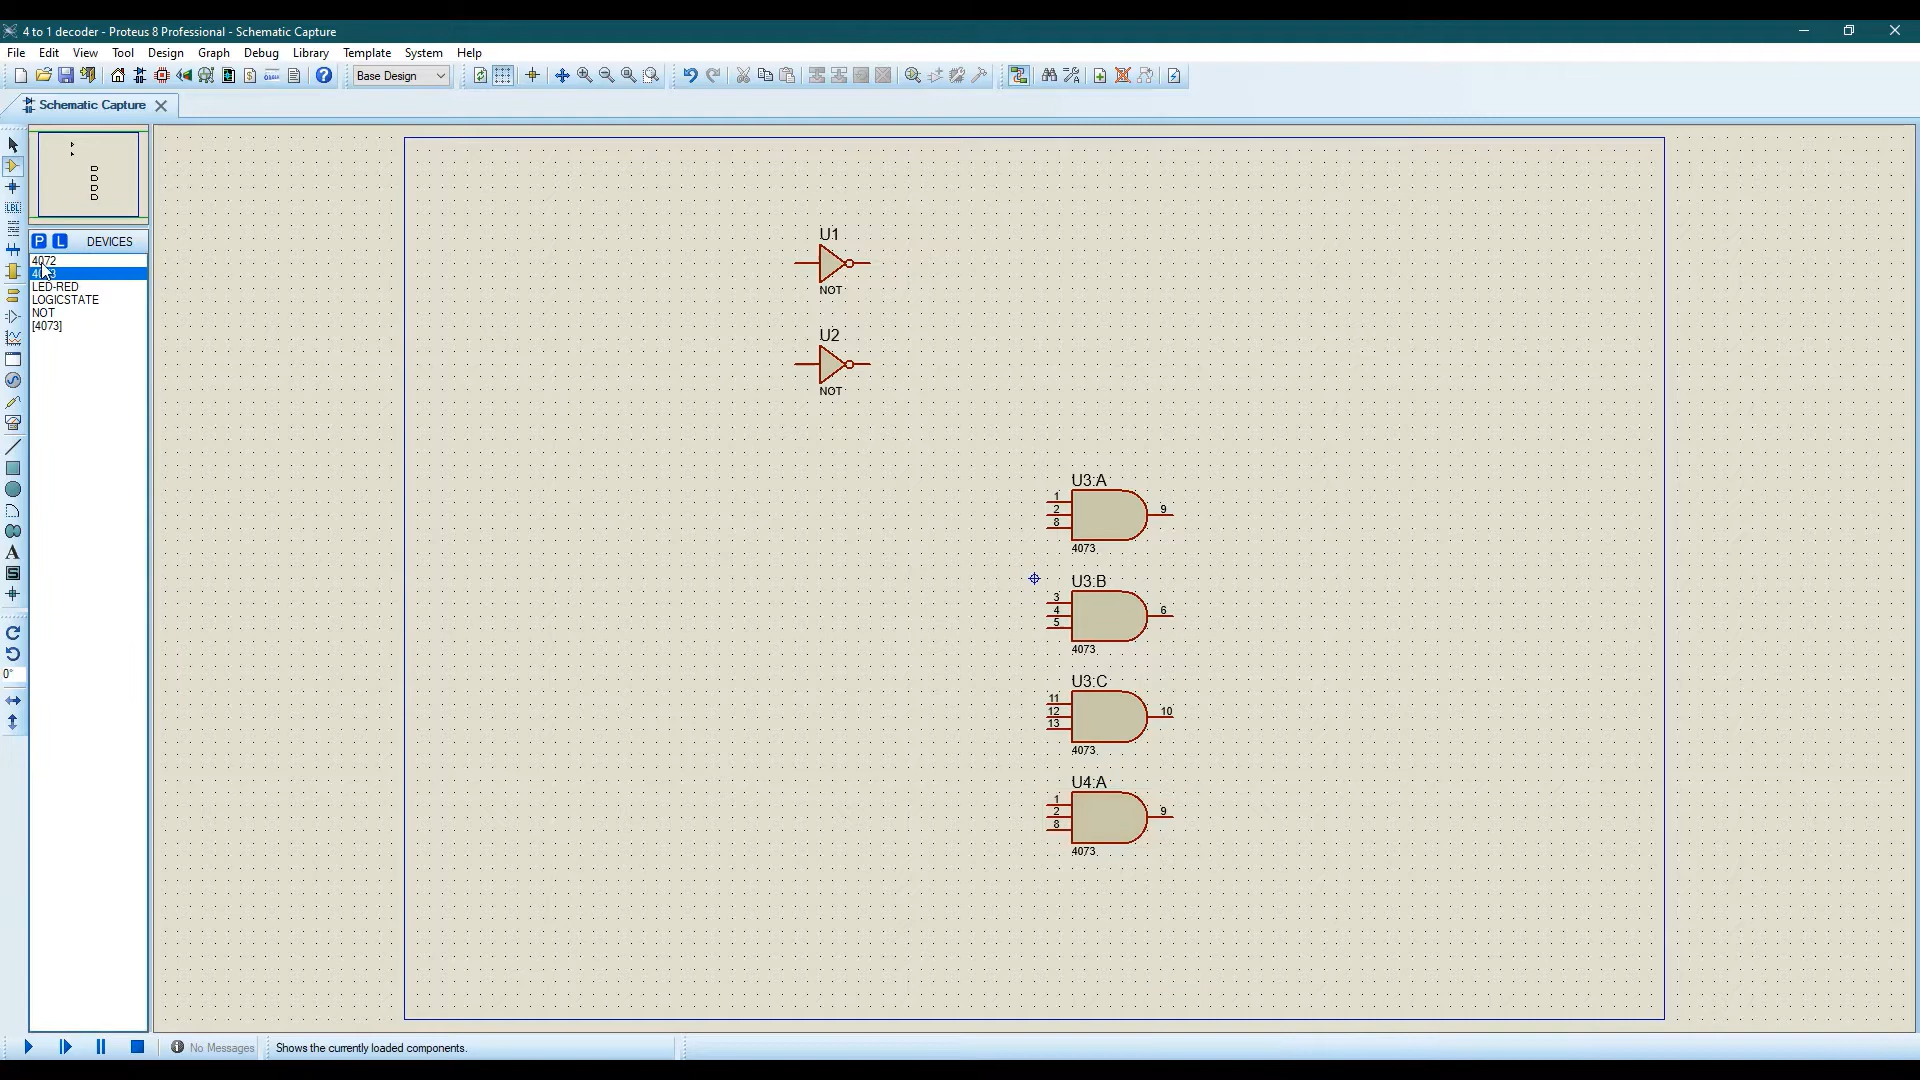 4 to 1 decoder - Proteus 8 Professional - Schematic Capture
File Edit View Tool Design Graph Debug Library Template System Help
Base Design
Schematic Capture
LBL
P L DEVICES
4072
LED-RED
LOGICSTATE
NOT
[4073]
A
S
0°
U1
NOT
U2
NOT
U3:A
1
2
8
9
4073
U3:B
3
4
5
6
4073
U3:C
11
12
13
10
4073
U4:A
1
2
8
9
4073
No Messages
Shows the currently loaded components.